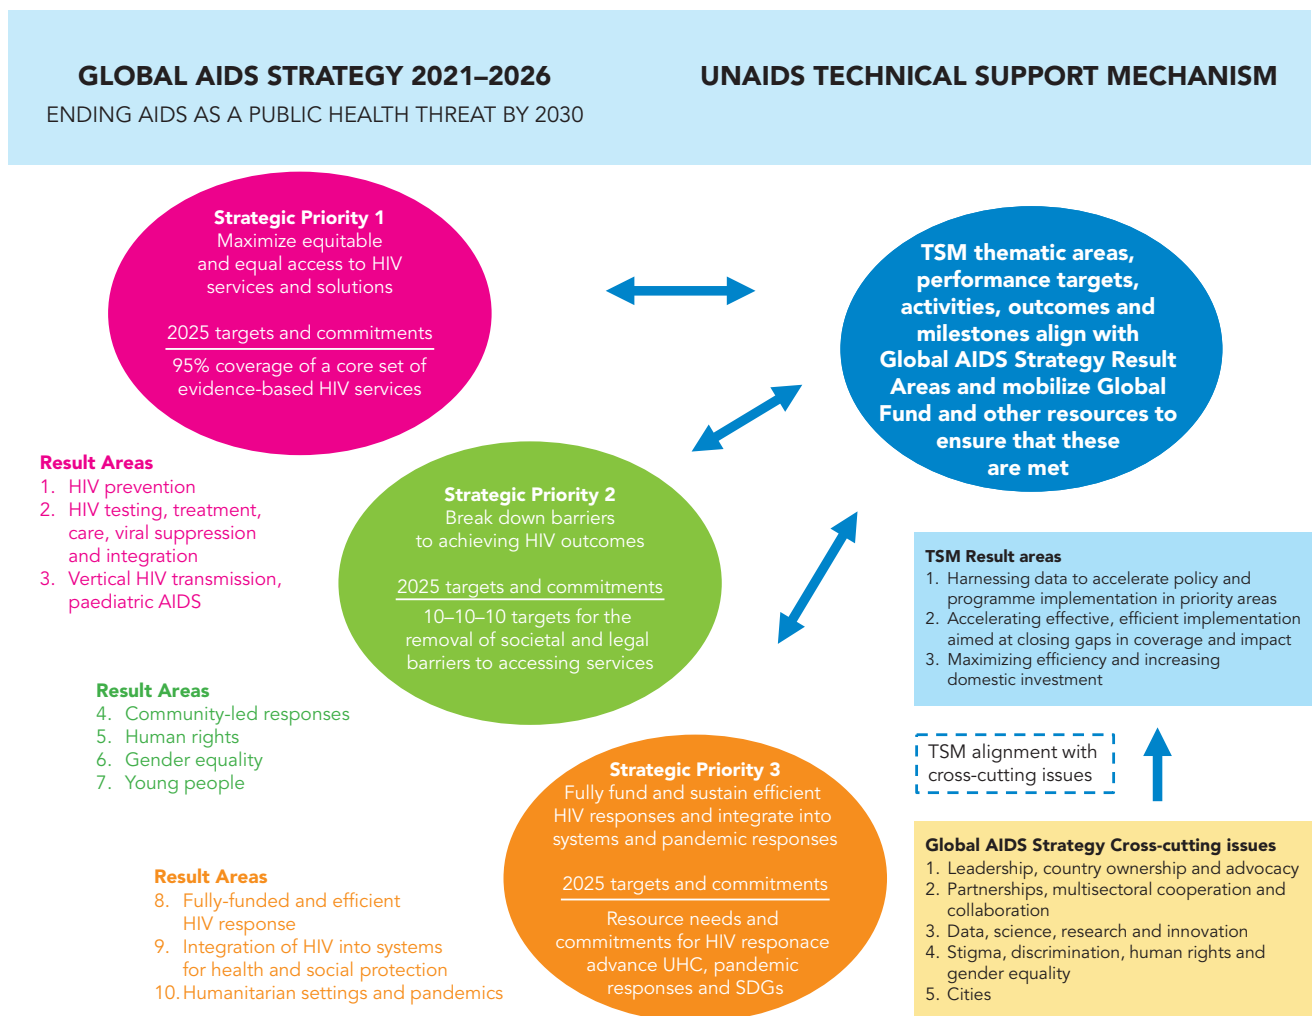 GLOBAL AIDS STRATEGY 2021–2026
ENDING AIDS AS A PUBLIC HEALTH THREAT BY 2030
UNAIDS TECHNICAL SUPPORT MECHANISM
Strategic Priority 1
Maximize equitable
and equal access to HIV
services and solutions
2025 targets and commitments
95% coverage of a core set of
evidence-based HIV services
Result Areas
1. HIV prevention
2. HIV testing, treatment,
care, viral suppression
and integration
3. Vertical HIV transmission,
paediatric AIDS
Strategic Priority 2
Break down barriers
to achieving HIV outcomes
2025 targets and commitments
10–10–10 targets for the
removal of societal and legal
barriers to accessing services
Result Areas
4. Community-led responses
5. Human rights
6. Gender equality
7. Young people
Strategic Priority 3
Fully fund and sustain efficient
HIV responses and integrate into
systems and pandemic responses
2025 targets and commitments
Resource needs and
commitments for HIV responace
advance UHC, pandemic
responses and SDGs
Result Areas
8. Fully-funded and efficient
HIV response
9. Integration of HIV into systems
for health and social protection
10. Humanitarian settings and pandemics
TSM thematic areas,
performance targets,
activities, outcomes and
milestones align with
Global AIDS Strategy Result
Areas and mobilize Global
Fund and other resources to
ensure that these
are met
TSM Result areas
1. Harnessing data to accelerate policy and
programme implementation in priority areas
2. Accelerating effective, efficient implementation
aimed at closing gaps in coverage and impact
3. Maximizing efficiency and increasing
domestic investment
TSM alignment with
cross-cutting issues
Global AIDS Strategy Cross-cutting issues
1. Leadership, country ownership and advocacy
2. Partnerships, multisectoral cooperation and
collaboration
3. Data, science, research and innovation
4. Stigma, discrimination, human rights and
gender equality
5. Cities